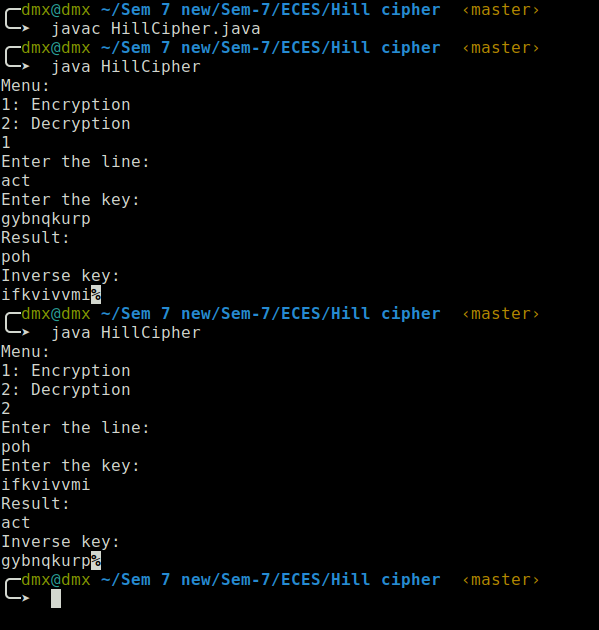 dmx@dmx ~/Sem 7 new/Sem-7/ECES/Hill cipher ‹master›
➤ javac HillCipher.java
dmx@dmx ~/Sem 7 new/Sem-7/ECES/Hill cipher ‹master›
➤ java HillCipher
Menu:
1: Encryption
2: Decryption
1
Enter the line:
act
Enter the key:
gybnqkurp
Result:
poh
Inverse key:
ifkvivvmi%
dmx@dmx ~/Sem 7 new/Sem-7/ECES/Hill cipher ‹master›
➤ java HillCipher
Menu:
1: Encryption
2: Decryption
2
Enter the line:
poh
Enter the key:
ifkvivvmi
Result:
act
Inverse key:
gybnqkurp%
dmx@dmx ~/Sem 7 new/Sem-7/ECES/Hill cipher ‹master›
➤